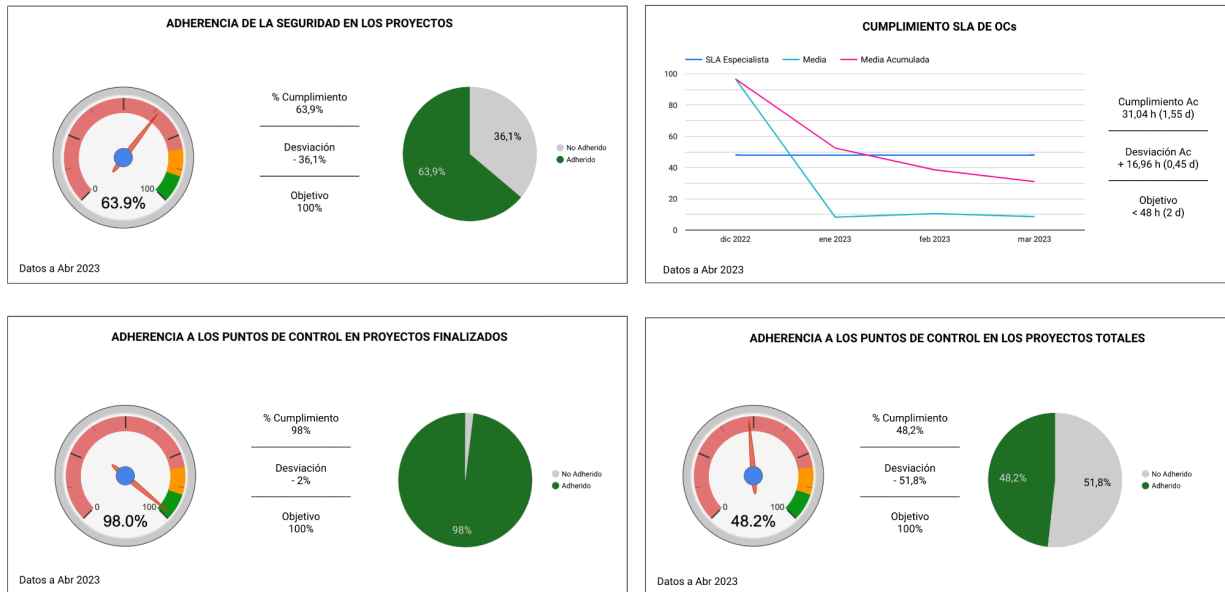 ADHERENCIA DE LA SEGURIDAD EN LOS PROYECTOS
0
100
63.9%
% Cumplimiento
63,9%
Desviación
- 36,1%
Objetivo
100%
36,1%
63,9%
No Adherido
Adherido
Datos a Abr 2023
CUMPLIMIENTO SLA DE OCs
SLA Especialista
Media
Media Acumulada
100
80
60
40
20
0
dic 2022
ene 2023
feb 2023
mar 2023
Cumplimiento Ac
31,04 h (1,55 d)
Desviación Ac
+ 16,96 h (0,45 d)
Objetivo
< 48 h (2 d)
Datos a Abr 2023
ADHERENCIA A LOS PUNTOS DE CONTROL EN PROYECTOS FINALIZADOS
0
100
98.0%
% Cumplimiento
98%
Desviación
- 2%
Objetivo
100%
98%
No Adherido
Adherido
Datos a Abr 2023
ADHERENCIA A LOS PUNTOS DE CONTROL EN LOS PROYECTOS TOTALES
0
100
48.2%
% Cumplimiento
48,2%
Desviación
- 51,8%
Objetivo
100%
48,2%
51,8%
No Adherido
Adherido
Datos a Abr 2023